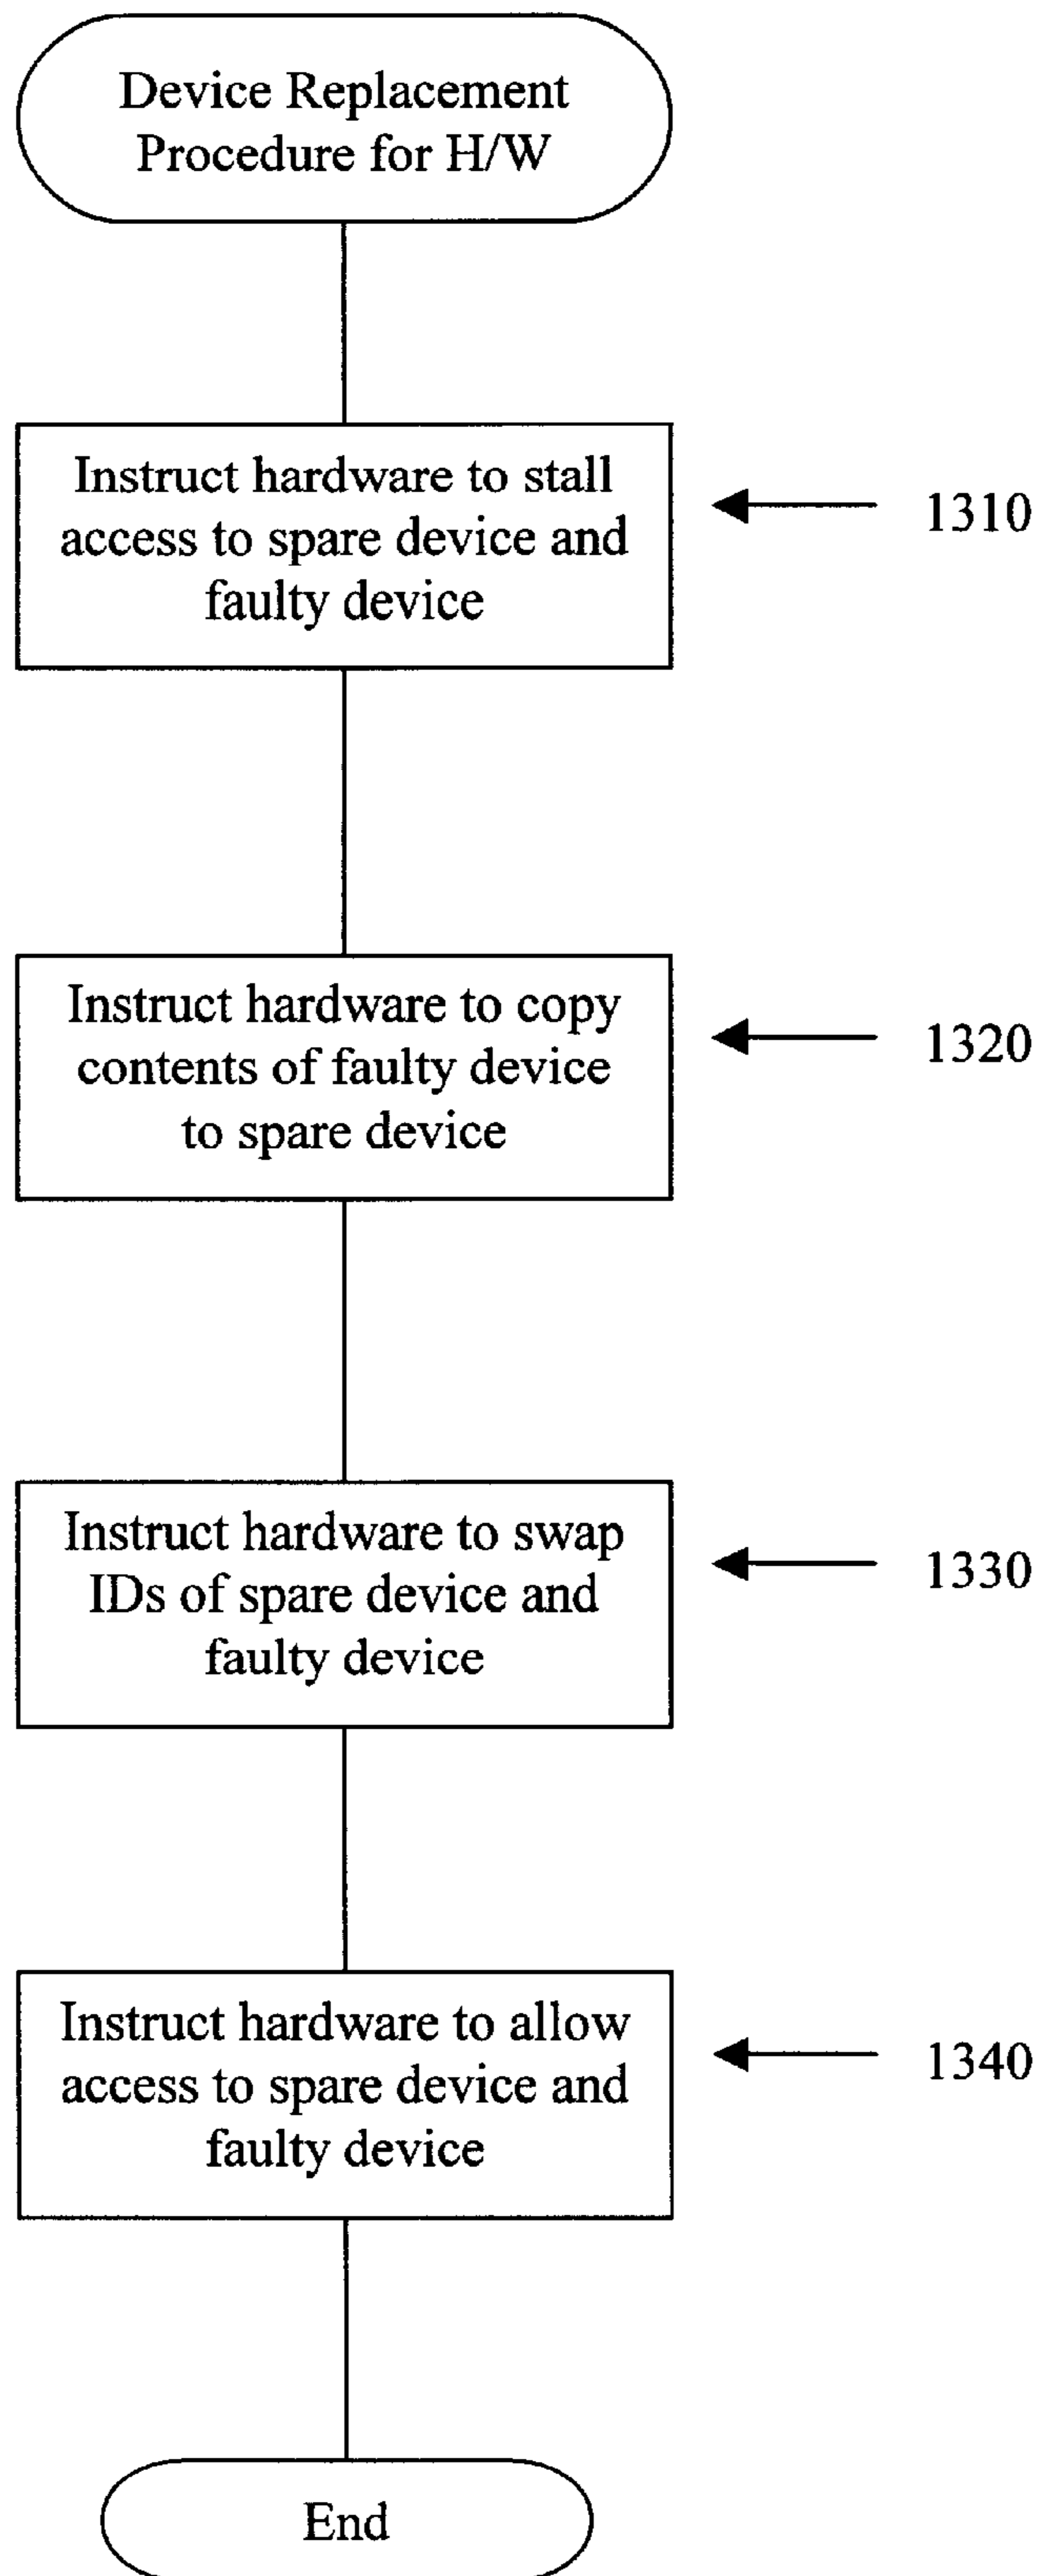 Device Replacement
Procedure for H/W
Instruct hardware to stall
access to spare device and
faulty device
1310
Instruct hardware to copy
contents of faulty device
to spare device
1320
Instruct hardware to swap
IDs of spare device and
faulty device
1330
Instruct hardware to allow
access to spare device and
faulty device
1340
End